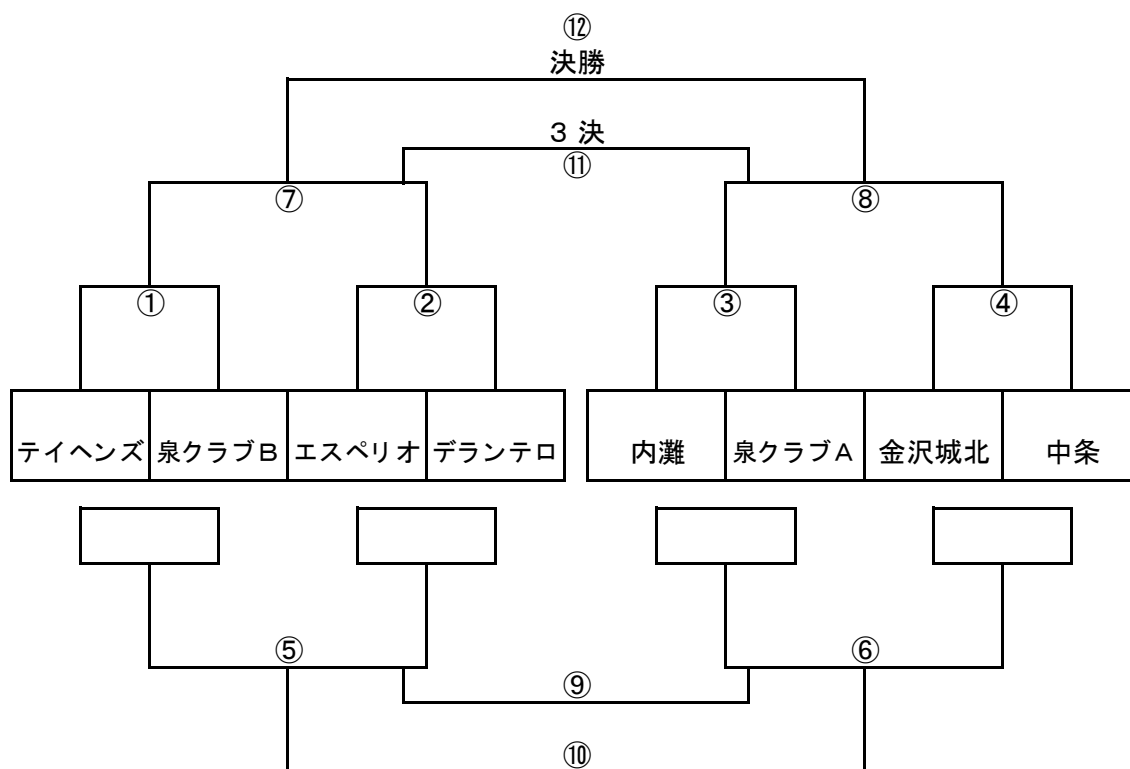 ⑫
決勝
３ 決
⑪
⑦ ⑧
① ② ③ ④
テイヘンズ 泉クラブＢ エスペリオ デランテロ 内灘 泉クラブＡ 金沢城北 中条
⑤ ⑥
⑨
⑩